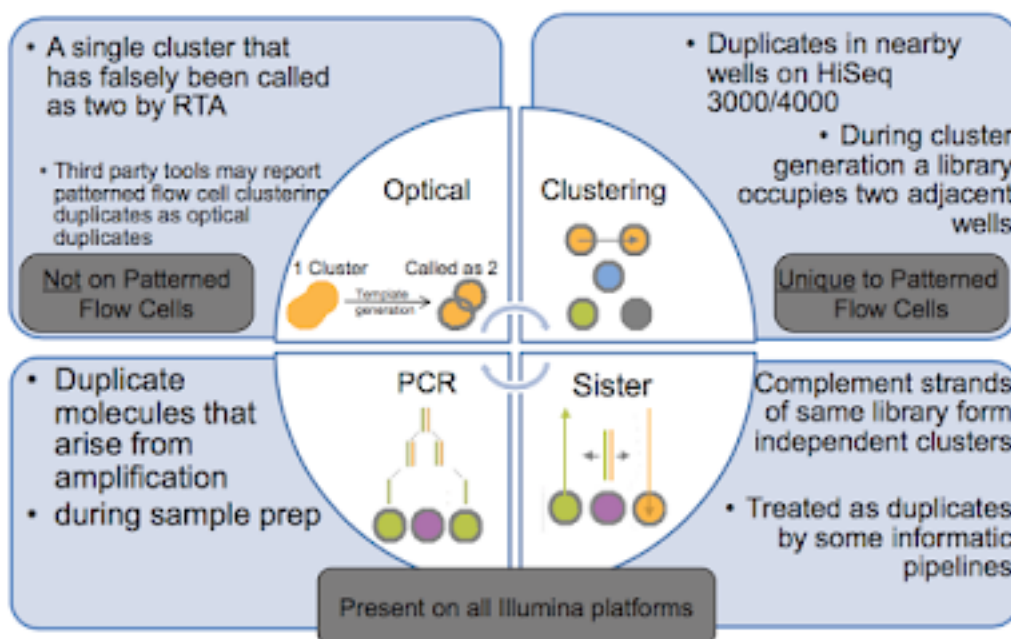 • A single cluster that
has falsely been called
as two by RTA
• Third party tools may report
patterned flow cell clustering
duplicates as optical
duplicates
Not on Patterned
Flow Cells
Optical
1 Cluster
Called as 2
Template
generation
Clustering
• Duplicates in nearby
wells on HiSeq
3000/4000
• During cluster
generation a library
occupies two adjacent
wells
Unique to Patterned
Flow Cells
• Duplicate
molecules that
arise from
amplification
• during sample prep
PCR
Sister
Complement strands
of same library form
independent clusters
• Treated as duplicates
by some informatic
pipelines
Present on all Illumina platforms